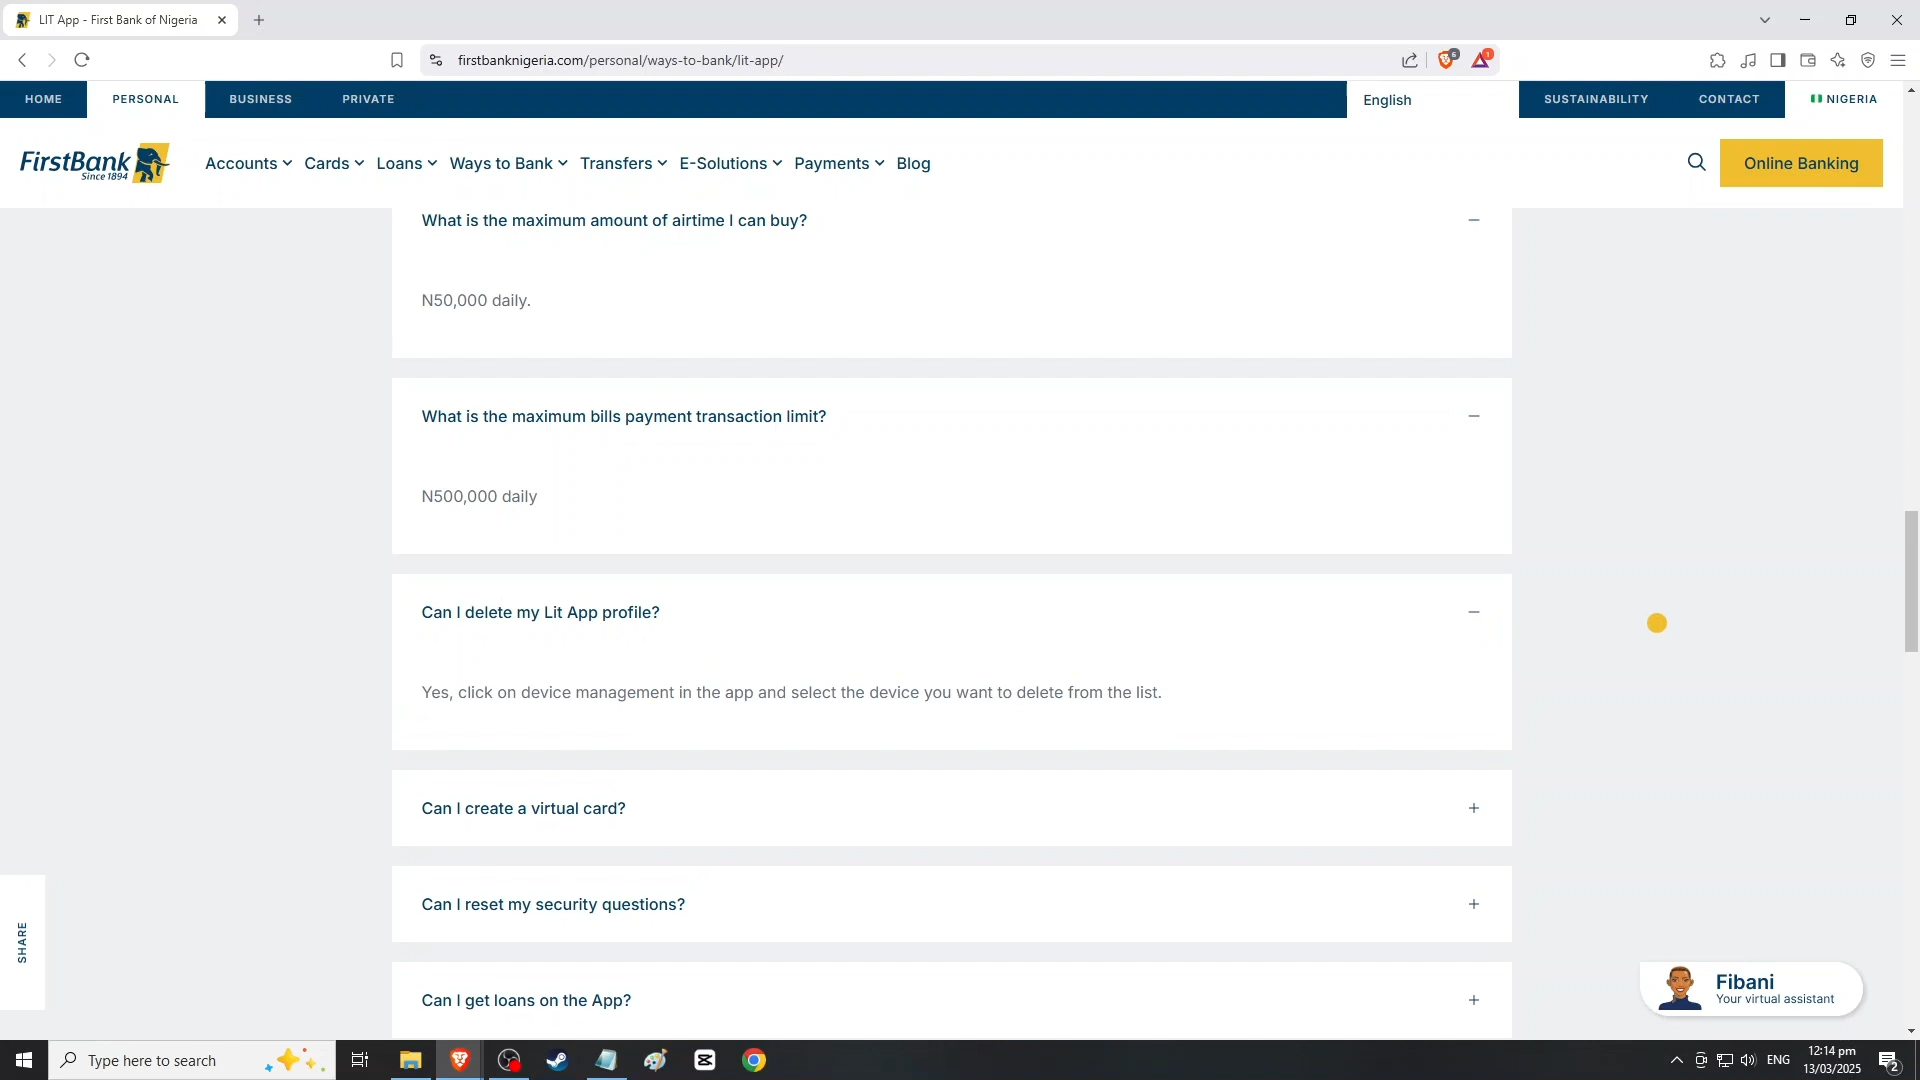 LIT App - First Bank of Nigeria
firstbanknigeria.com/personal/ways-to-bank/lit-app/
6
1
HOME
PERSONAL
BUSINESS
PRIVATE
English
SUSTAINABILITY
CONTACT
NIGERIA
FirstBank
Since 1894
Accounts
Cards
Loans
Ways to Bank
Transfers
E-Solutions
Payments
Blog
Online Banking
What is the maximum amount of airtime I can buy?
N50,000 daily.
What is the maximum bills payment transaction limit?
N500,000 daily
Can I delete my Lit App profile?
Yes, click on device management in the app and select the device you want to delete from the list.
Can I create a virtual card?
Can I reset my security questions?
Can I get loans on the App?
SHARE
Fibani
Your virtual assistant
Type here to search
ENG
12:14 pm
13/03/2025
2